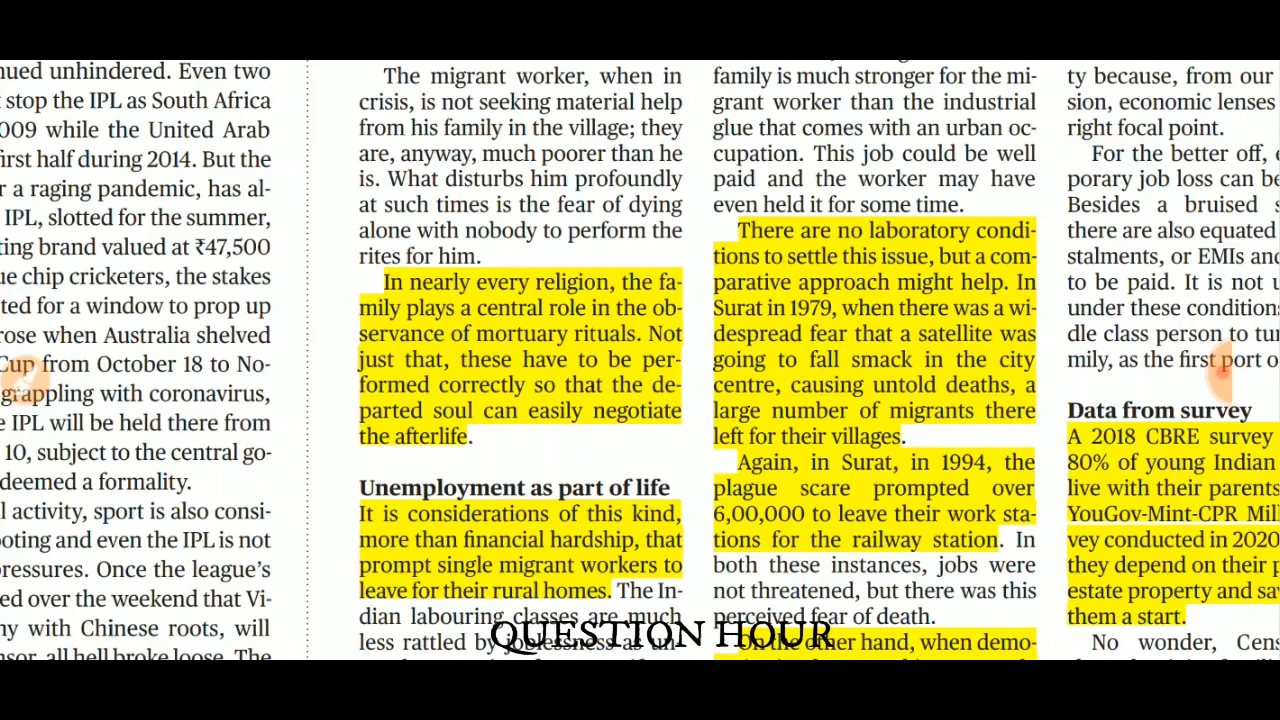 nued unhindered. Even two
stop the IPL as South Africa
009 while the United Arab
first half during 2014. But the
r a raging pandemic, has al-
IPL, slotted for the summer,
ting brand valued at ₹47,500
ue chip cricketers, the stakes
ted for a window to prop up
rose when Australia shelved
Cup from October 18 to No-
grappling with coronavirus,
e IPL will be held there from
10, subject to the central go-
deemed a formality.
l activity, sport is also consi-
oting and even the IPL is not
pressures. Once the league's
ed over the weekend that Vi-
ny with Chinese roots, will
nsor, all hell broke loose. The
The migrant worker, when in
crisis, is not seeking material help
from his family in the village; they
are, anyway, much poorer than he
is. What disturbs him profoundly
at such times is the fear of dying
alone with nobody to perform the
rites for him.
In nearly every religion, the fa-
mily plays a central role in the ob-
servance of mortuary rituals. Not
just that, these have to be per-
formed correctly so that the de-
parted soul can easily negotiate
the afterlife.
Unemployment as part of life
It is considerations of this kind,
more than financial hardship, that
prompt single migrant workers to
leave for their rural homes. The In-
dian labouring classes are much
less rattled by joblessness as un-
family is much stronger for the mi-
grant worker than the industrial
glue that comes with an urban oc-
cupation. This job could be well
paid and the worker may have
even held it for some time.
There are no laboratory condi-
tions to settle this issue, but a com-
parative approach might help. In
Surat in 1979, when there was a wi-
despread fear that a satellite was
going to fall smack in the city
centre, causing untold deaths, a
large number of migrants there
left for their villages.
Again, in Surat, in 1994, the
plague scare prompted over
6,00,000 to leave their work sta-
tions for the railway station. In
both these instances, jobs were
not threatened, but there was this
perceived fear of death.
On the other hand, when demo-
ty because, from our
sion, economic lenses
right focal point.
For the better off,
porary job loss can be
Besides a bruised
there are also equated
stalments, or EMIs and
to be paid. It is not
under these conditions
dle class person to tur
mily, as the first port o
Data from survey
A 2018 CBRE survey
80% of young Indian
live with their parents
YouGov-Mint-CPR Mil
vey conducted in 2020
they depend on their p
estate property and sav
them a start.
No wonder, Cens
QUESTION HOUR